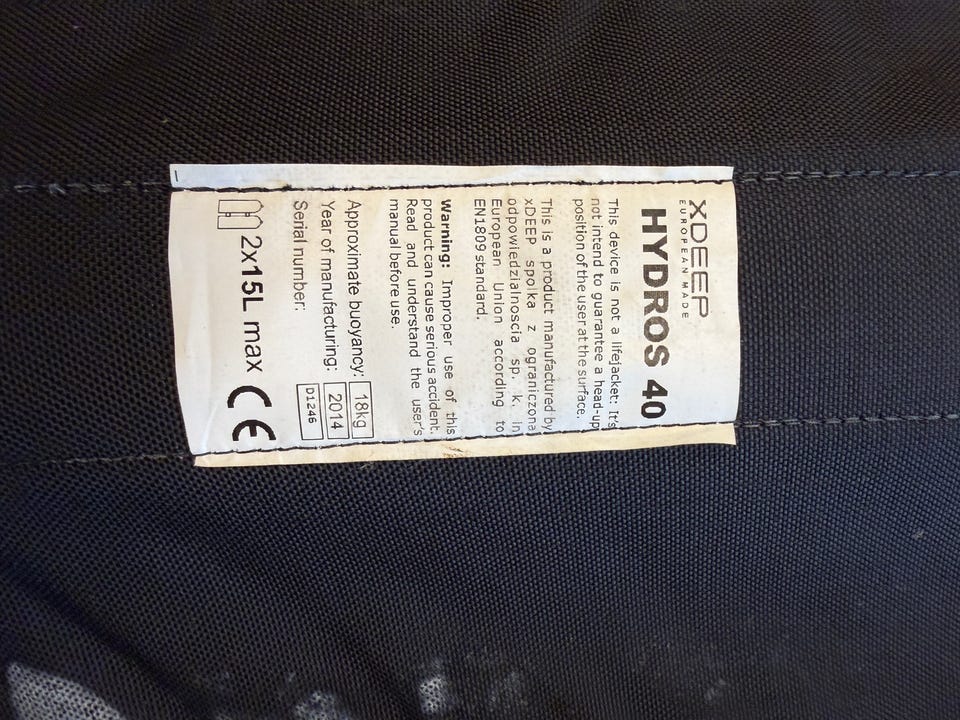 XDEEP
EUROPEAN MADE
HYDROS 40
This device is not a lifejacket: It's
not intend to guarantee a head-up
position of the user at the surface.
This is a product manufactured by
xDEEP spolka z ograniczona
odpowiedzialnoscia sp. k. in
European Union according to
EN1809 standard.
Warning: Improper use of this
product can cause serious accident.
Read and understand the user's
manual before use.
Approximate buoyancy: 18kg
Year of manufacturing: 2014
Serial number: D1246
2x15L max CE